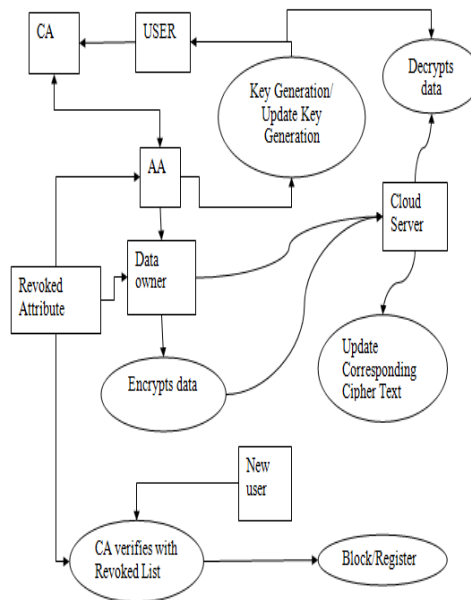 CA
USER
Key Generation/
Update Key
Generation
Decrypts
data
AA
Cloud
Server
Data
owner
Revoked
Attribute
Update
Corresponding
Cipher Text
Encrypts data
New
user
CA verifies with
Revoked List
Block/Register